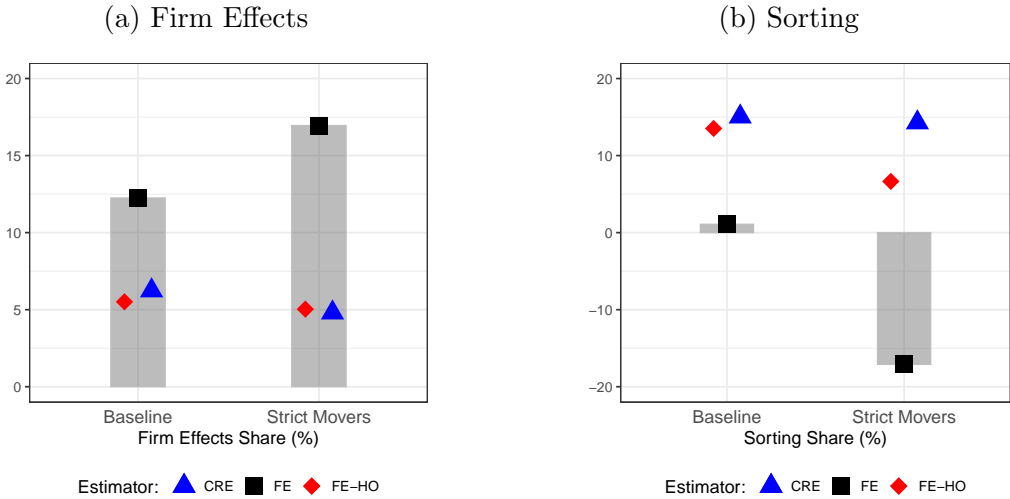 (a) Firm Effects
20
15
10
5
0
Baseline Strict Movers
Firm Effects Share (%)
Estimator: CRE FE FE−HO
(b) Sorting
20
10
0
−10
−20
Baseline Strict Movers
Sorting Share (%)
Estimator: CRE FE FE−HO